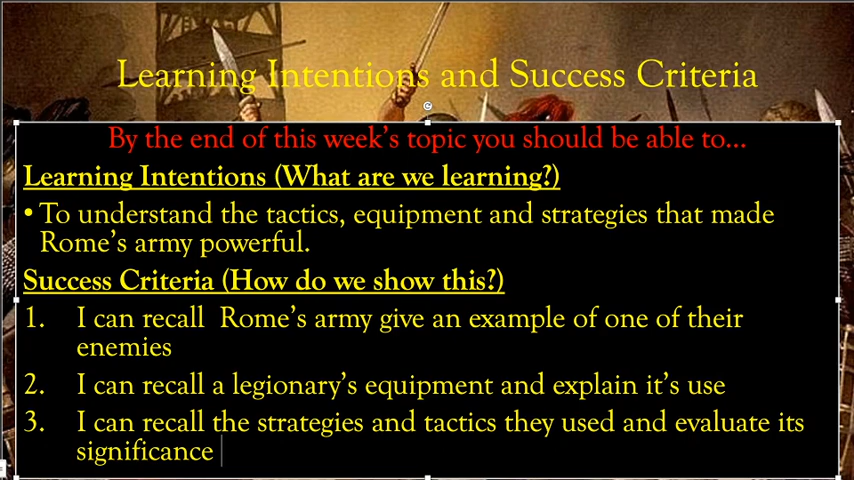 Learning Intentions and Success Criteria
By the end of this week's topic you should be able to…
Learning Intentions (What are we learning?)
• To understand the tactics, equipment and strategies that made
Rome's army powerful.
Success Criteria (How do we show this?)
1. I can recall  Rome's army give an example of one of their
enemies
2. I can recall a legionary's equipment and explain it's use
3. I can recall the strategies and tactics they used and evaluate its
significance